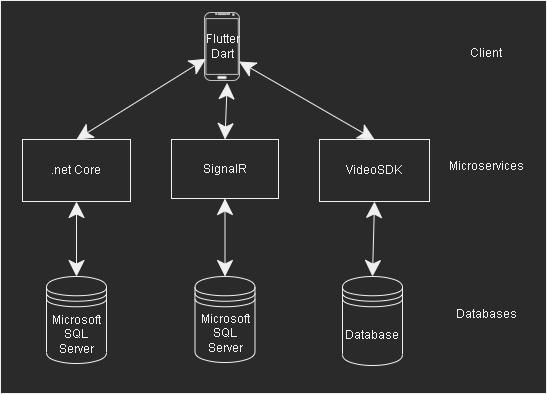 Flutter
Dart
Client
.net Core
SignalR
VideoSDK
Microservices
Microsoft
SQL
Server
Microsoft
SQL
Server
Database
Databases